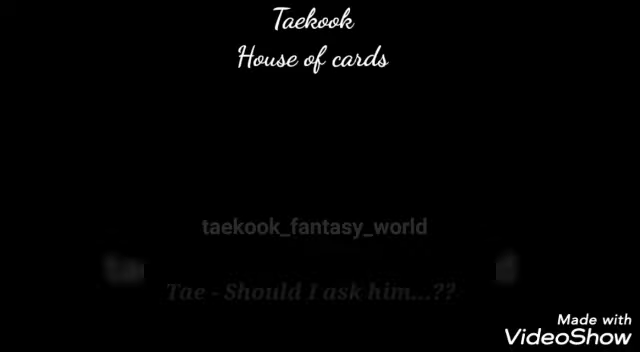 Taekook
House of cards
taekook_fantasy_world
Tae - Should I ask him...??
Made with
VideoShow